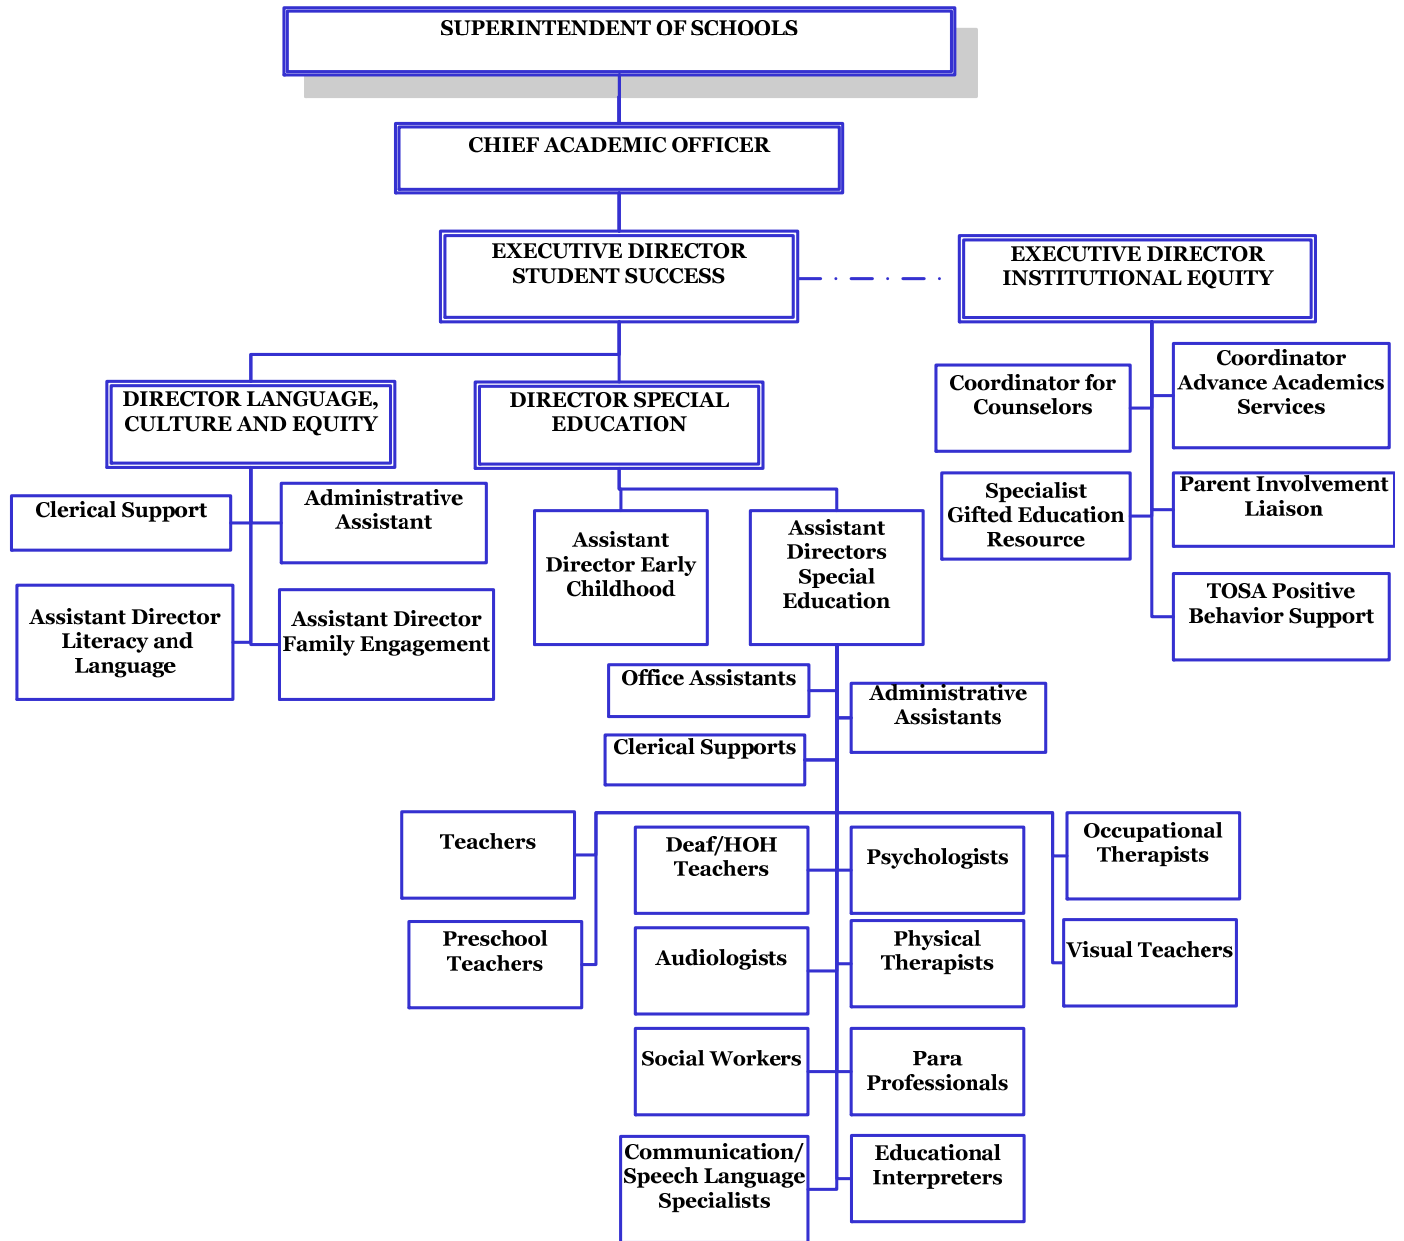 SUPERINTENDENT OF SCHOOLS
CHIEF ACADEMIC OFFICER
EXECUTIVE DIRECTOR
STUDENT SUCCESS
EXECUTIVE DIRECTOR
INSTITUTIONAL EQUITY
DIRECTOR LANGUAGE,
CULTURE AND EQUITY
DIRECTOR SPECIAL
EDUCATION
Coordinator for
Counselors
Coordinator
Advance Academics
Services
Clerical Support
Administrative
Assistant
Assistant
Director Early
Childhood
Assistant
Directors
Special
Education
Specialist
Gifted Education
Resource
Parent Involvement
Liaison
Assistant Director
Literacy and
Language
Assistant Director
Family Engagement
TOSA Positive
Behavior Support
Office Assistants
Administrative
Assistants
Clerical Supports
Teachers
Deaf/HOH
Teachers
Psychologists
Occupational
Therapists
Preschool
Teachers
Audiologists
Physical
Therapists
Visual Teachers
Social Workers
Para
Professionals
Communication/
Speech Language
Specialists
Educational
Interpreters